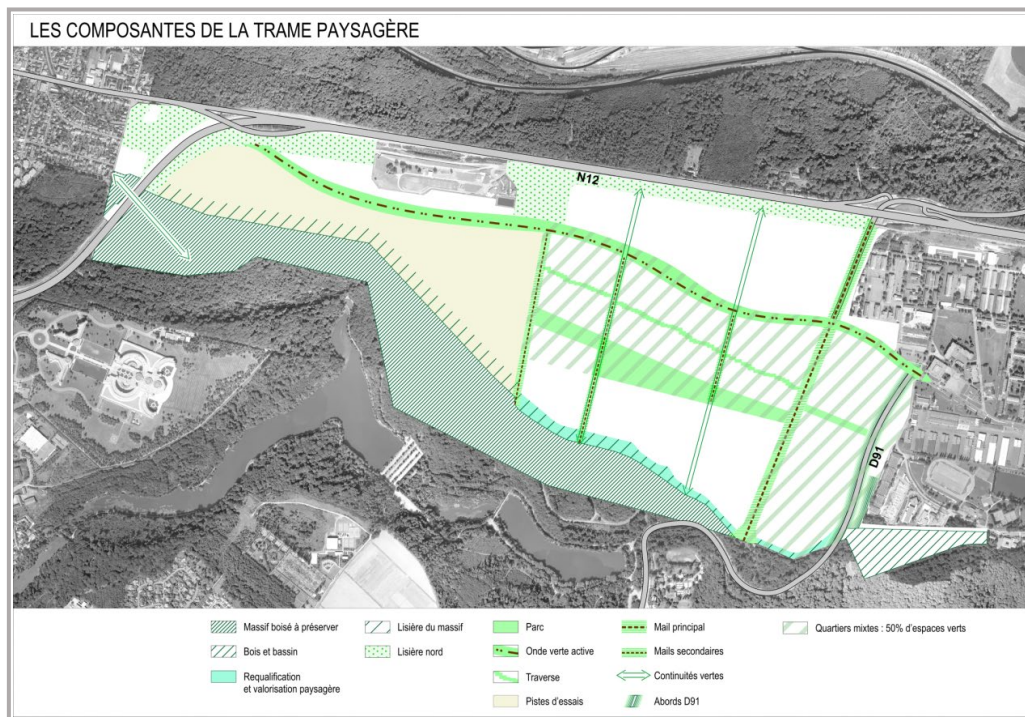 LES COMPOSANTES DE LA TRAME PAYSAGÈRE
N12
D91
Massif boisé à préserver
Lisière du massif
Parc
Mail principal
Quartiers mixtes : 50% d'espaces verts
Bois et bassin
Lisière nord
Onde verte active
Mails secondaires
Requalification
et valorisation paysagère
Traverse
Continuités vertes
Pistes d'essais
Abords D91